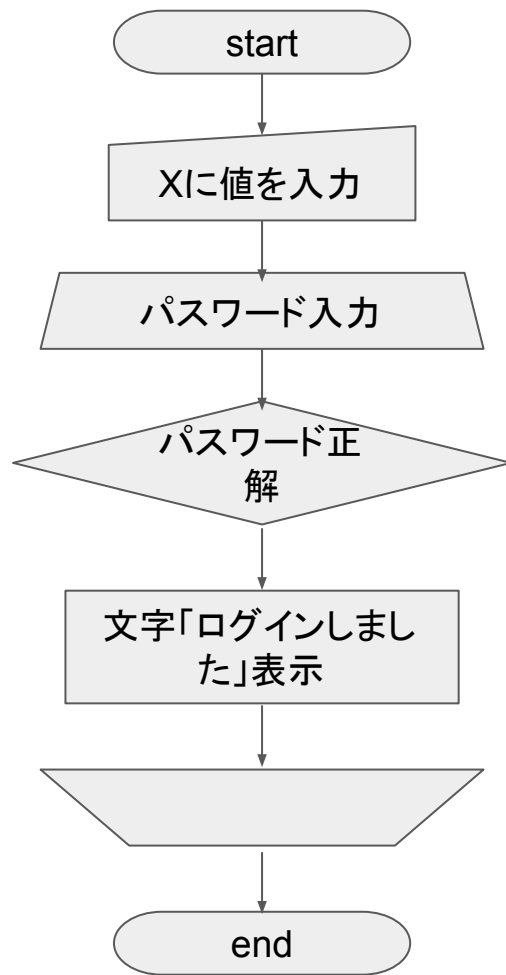 start
Xに値を入力
パスワード入力
パスワード正
解
文字「ログインしまし
た」表示
end